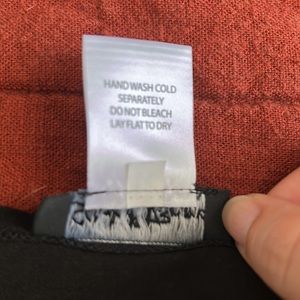 HAND WASH COLD
SEPARATELY
DO NOT BLEACH
LAY FLAT TO DRY